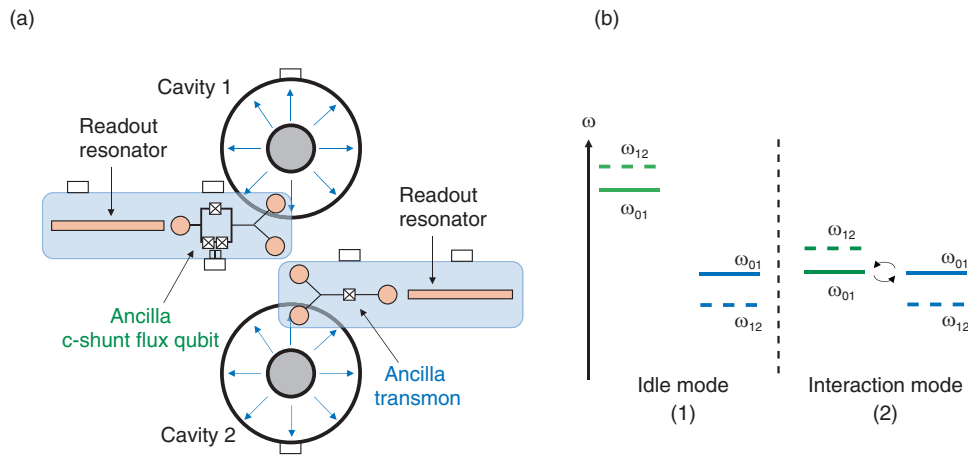 (a)
Cavity 1
Readout
resonator
Readout
resonator
Ancilla
c-shunt flux qubit
Ancilla
transmon
Cavity 2
(b)
ω
ω12
ω01
ω01
ω12
ω12
ω01
ω01
ω12
Idle mode
(1)
Interaction mode
(2)